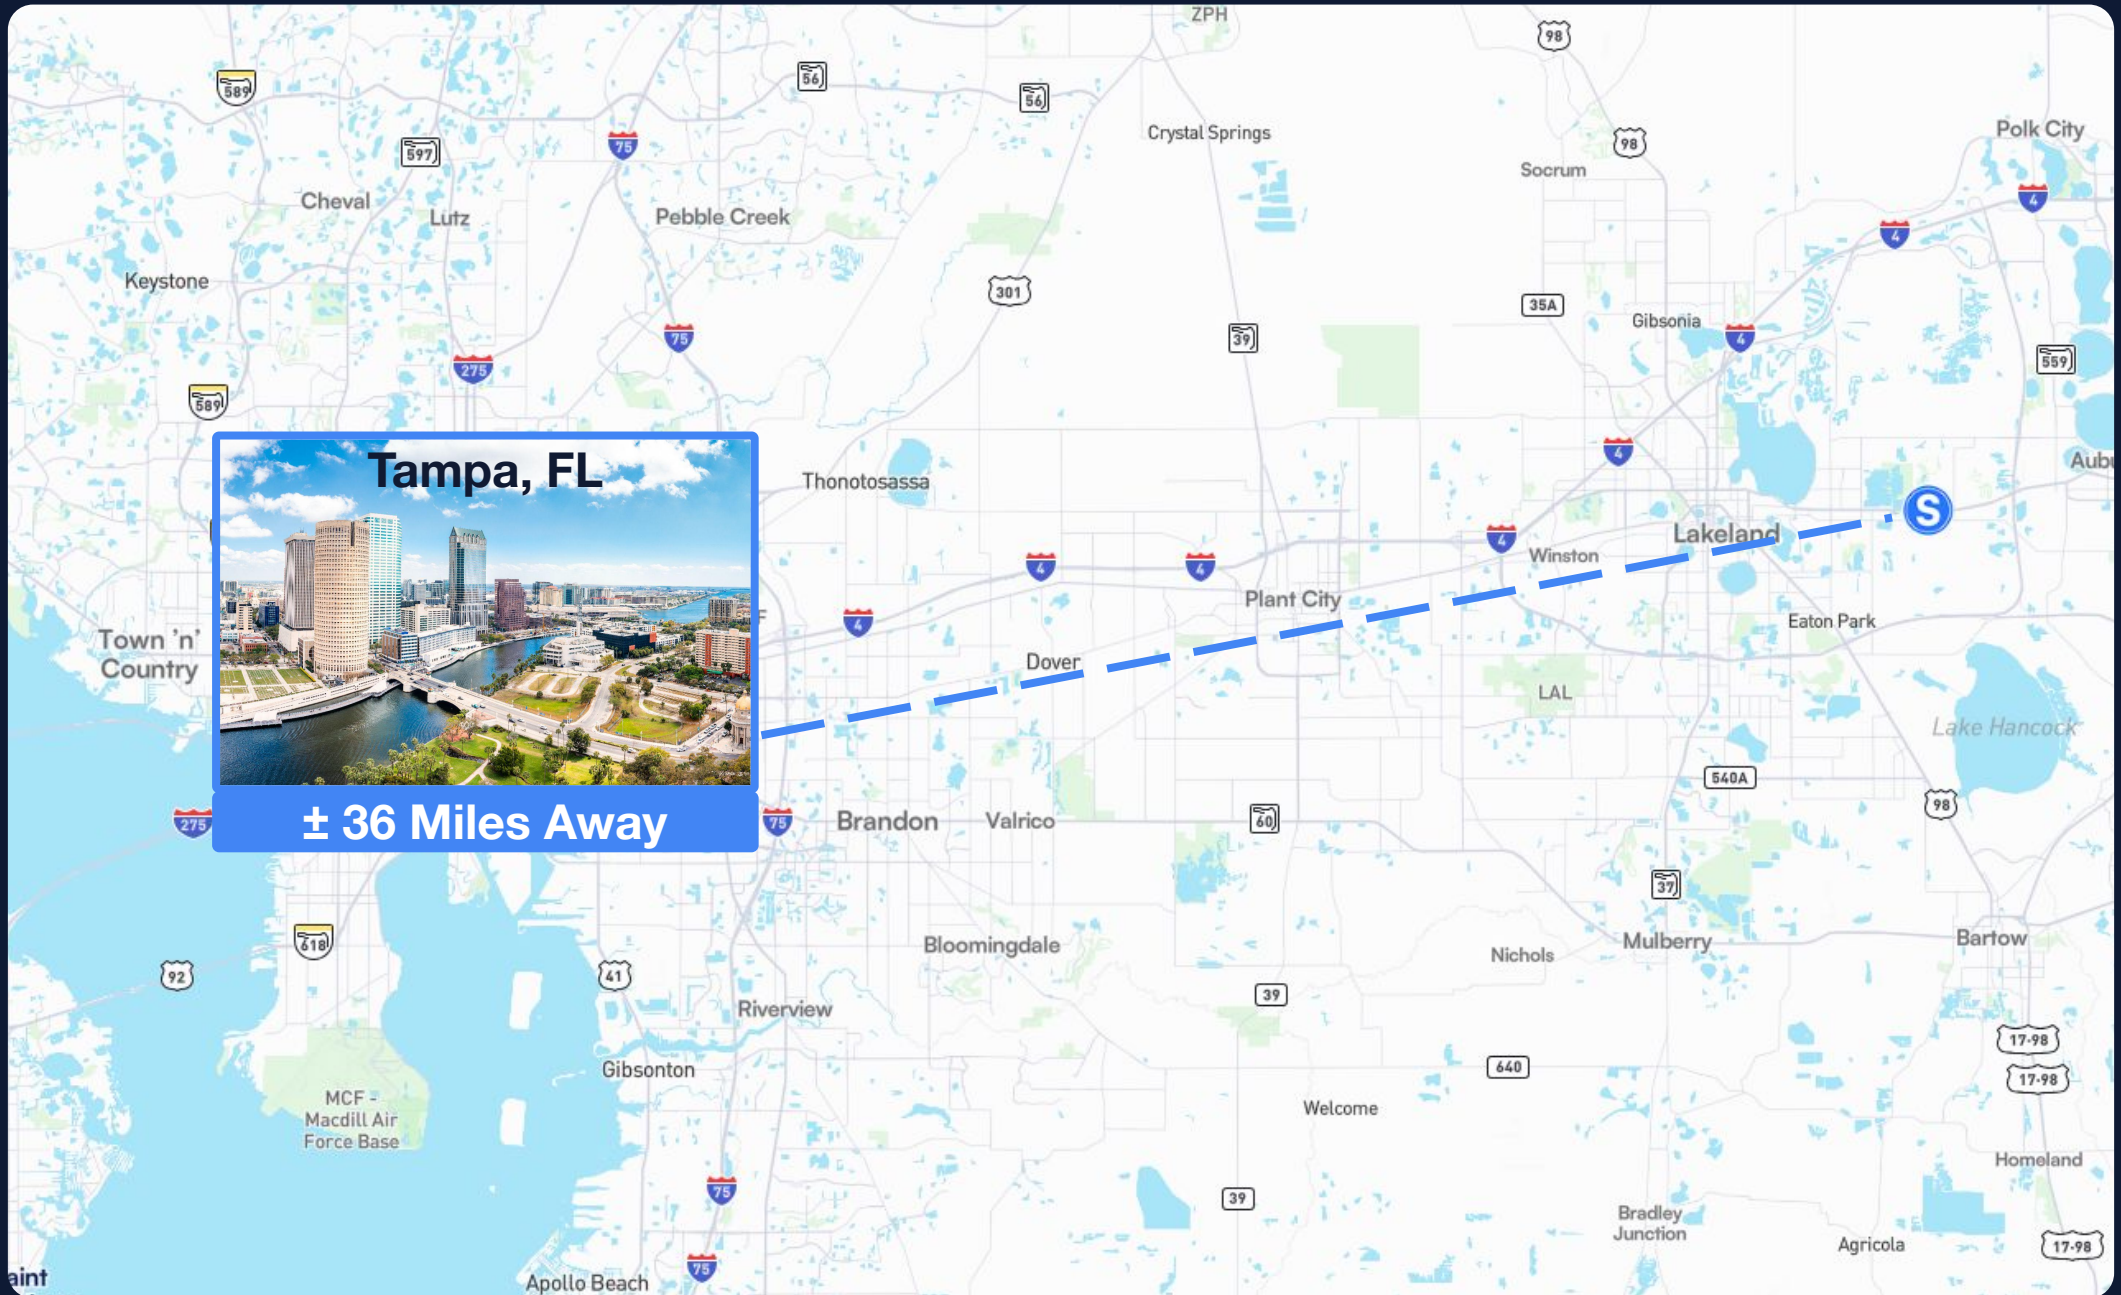 ZPH
98
589
56
56
Crystal Springs
Polk City
75
98
597
Socrum
4
Cheval
Lutz
Pebble Creek
4
Keystone
301
35A
Gibsonia
75
39
4
559
275
589
4
Tampa, FL
Thonotosassa
Aubu
S
Lakeland
4
Winston
4
4
Plant City
4
Eaton Park
Town 'n'
Country
Dover
LAL
Lake Hancock
540A
98
± 36 Miles Away
275
75
Brandon
Valrico
60
37
618
Bloomingdale
Mulberry
Bartow
Nichols
92
41
39
Riverview
17-98
Gibsonton
640
17-98
MCF -
Macdill Air
Force Base
Welcome
Homeland
75
39
Bradley
Junction
Agricola
17-98
75
aint
Apollo Beach